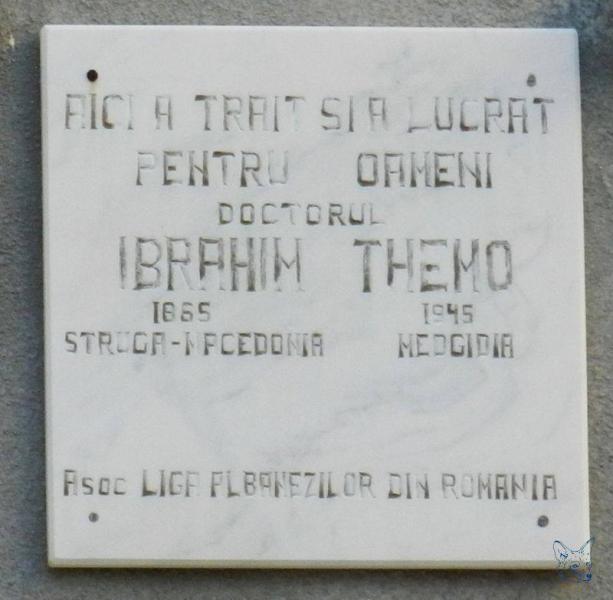 AICI A TRAIT SI A LUCRAT
PENTRU OAMENI
DOCTORUL
IBRAHIM THEMO
1865 1945
STRUGA-MACEDONIA MEDGIDIA
Asoc LIGA ALBANEZILOR DIN ROMANIA